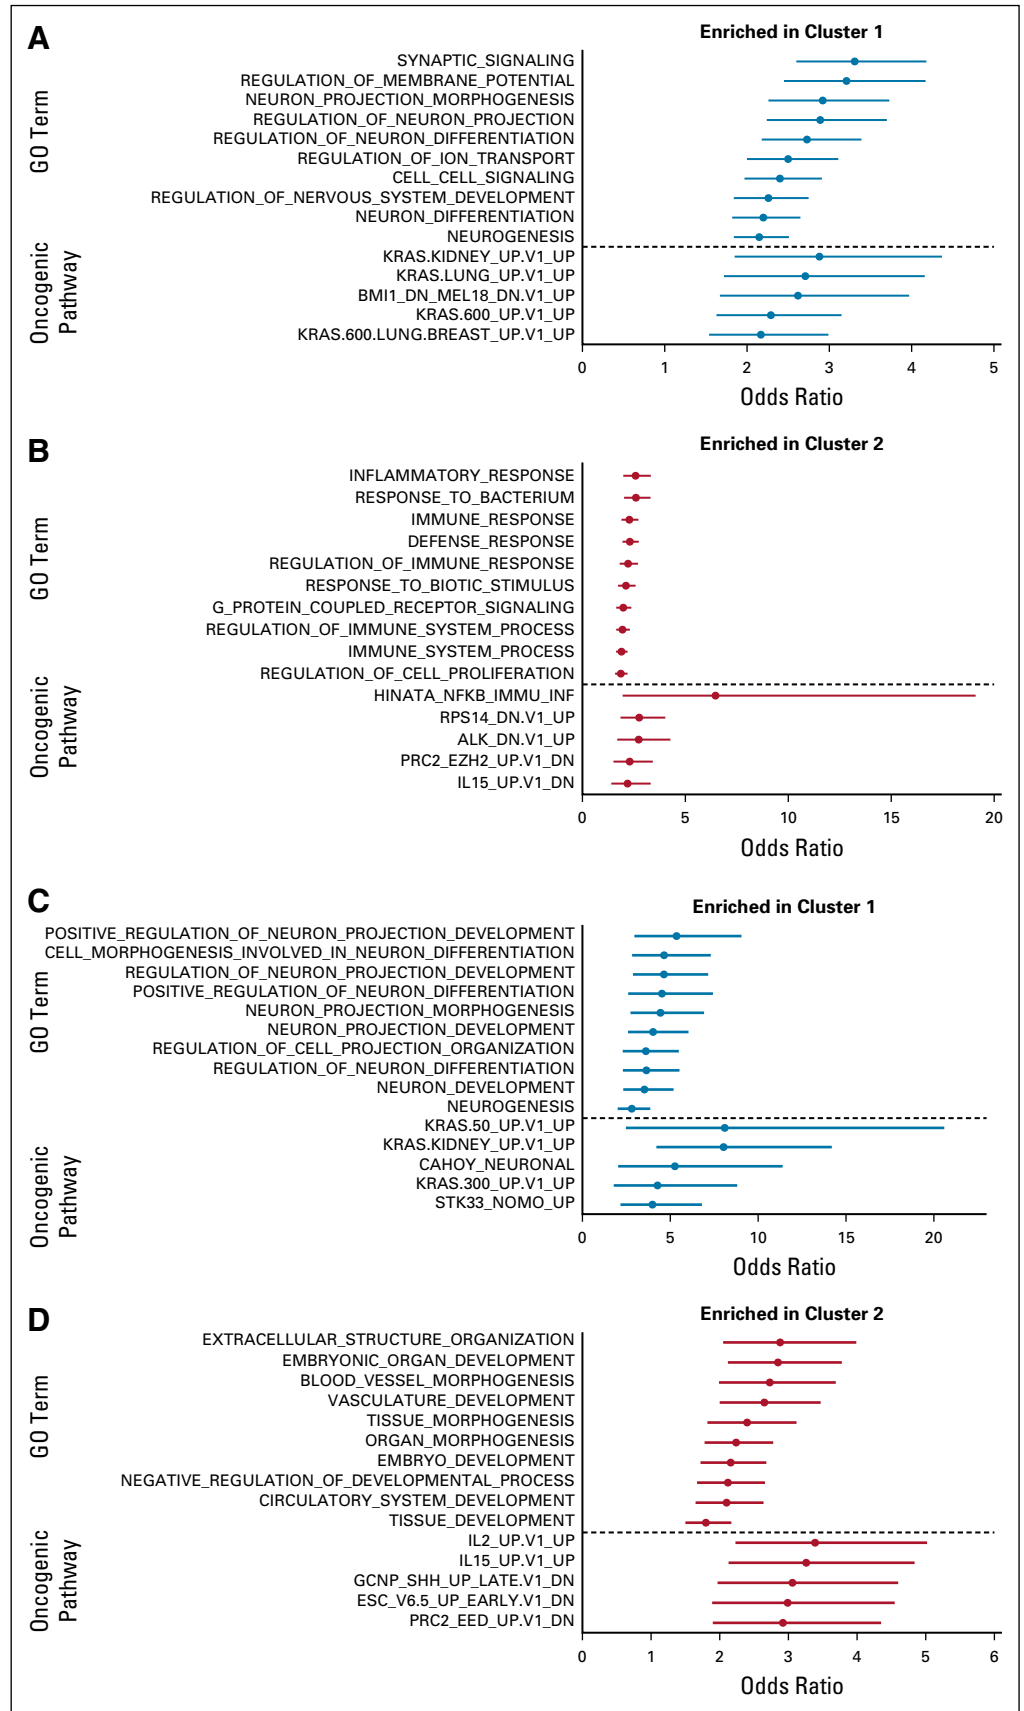 A
Enriched in Cluster 1
GO Term
SYNAPTIC_SIGNALING
REGULATION_OF_MEMBRANE_POTENTIAL
NEURON_PROJECTION_MORPHOGENESIS
REGULATION_OF_NEURON_PROJECTION
REGULATION_OF_NEURON_DIFFERENTIATION
REGULATION_OF_ION_TRANSPORT
CELL_CELL_SIGNALING
REGULATION_OF_NERVOUS_SYSTEM_DEVELOPMENT
NEURON_DIFFERENTIATION
NEUROGENESIS
Oncogenic
Pathway
KRAS.KIDNEY_UP.V1_UP
KRAS.LUNG_UP.V1_UP
BMI1_DN_MEL18_DN.V1_UP
KRAS.600_UP.V1_UP
KRAS.600.LUNG.BREAST_UP.V1_UP
0 1 2 3 4 5
Odds Ratio
B
Enriched in Cluster 2
GO Term
INFLAMMATORY_RESPONSE
RESPONSE_TO_BACTERIUM
IMMUNE_RESPONSE
DEFENSE_RESPONSE
REGULATION_OF_IMMUNE_RESPONSE
RESPONSE_TO_BIOTIC_STIMULUS
G_PROTEIN_COUPLED_RECEPTOR_SIGNALING
REGULATION_OF_IMMUNE_SYSTEM_PROCESS
IMMUNE_SYSTEM_PROCESS
REGULATION_OF_CELL_PROLIFERATION
Oncogenic
Pathway
HINATA_NFKB_IMMU_INF
RPS14_DN.V1_UP
ALK_DN.V1_UP
PRC2_EZH2_UP.V1_DN
IL15_UP.V1_DN
0 5 10 15 20
Odds Ratio
C
Enriched in Cluster 1
GO Term
POSITIVE_REGULATION_OF_NEURON_PROJECTION_DEVELOPMENT
CELL_MORPHOGENESIS_INVOLVED_IN_NEURON_DIFFERENTIATION
REGULATION_OF_NEURON_PROJECTION_DEVELOPMENT
POSITIVE_REGULATION_OF_NEURON_DIFFERENTIATION
NEURON_PROJECTION_MORPHOGENESIS
NEURON_PROJECTION_DEVELOPMENT
REGULATION_OF_CELL_PROJECTION_ORGANIZATION
REGULATION_OF_NEURON_DIFFERENTIATION
NEURON_DEVELOPMENT
NEUROGENESIS
Oncogenic
Pathway
KRAS.50_UP.V1_UP
KRAS.KIDNEY_UP.V1_UP
CAHOY_NEURONAL
KRAS.300_UP.V1_UP
STK33_NOMO_UP
0 5 10 15 20
Odds Ratio
D
Enriched in Cluster 2
GO Term
EXTRACELLULAR_STRUCTURE_ORGANIZATION
EMBRYONIC_ORGAN_DEVELOPMENT
BLOOD_VESSEL_MORPHOGENESIS
VASCULATURE_DEVELOPMENT
TISSUE_MORPHOGENESIS
ORGAN_MORPHOGENESIS
EMBRYO_DEVELOPMENT
NEGATIVE_REGULATION_OF_DEVELOPMENTAL_PROCESS
CIRCULATORY_SYSTEM_DEVELOPMENT
TISSUE_DEVELOPMENT
Oncogenic
Pathway
IL2_UP.V1_UP
IL15_UP.V1_UP
GCNP_SHH_UP_LATE.V1_DN
ESC_V6.5_UP_EARLY.V1_DN
PRC2_EED_UP.V1_DN
0 1 2 3 4 5 6
Odds Ratio